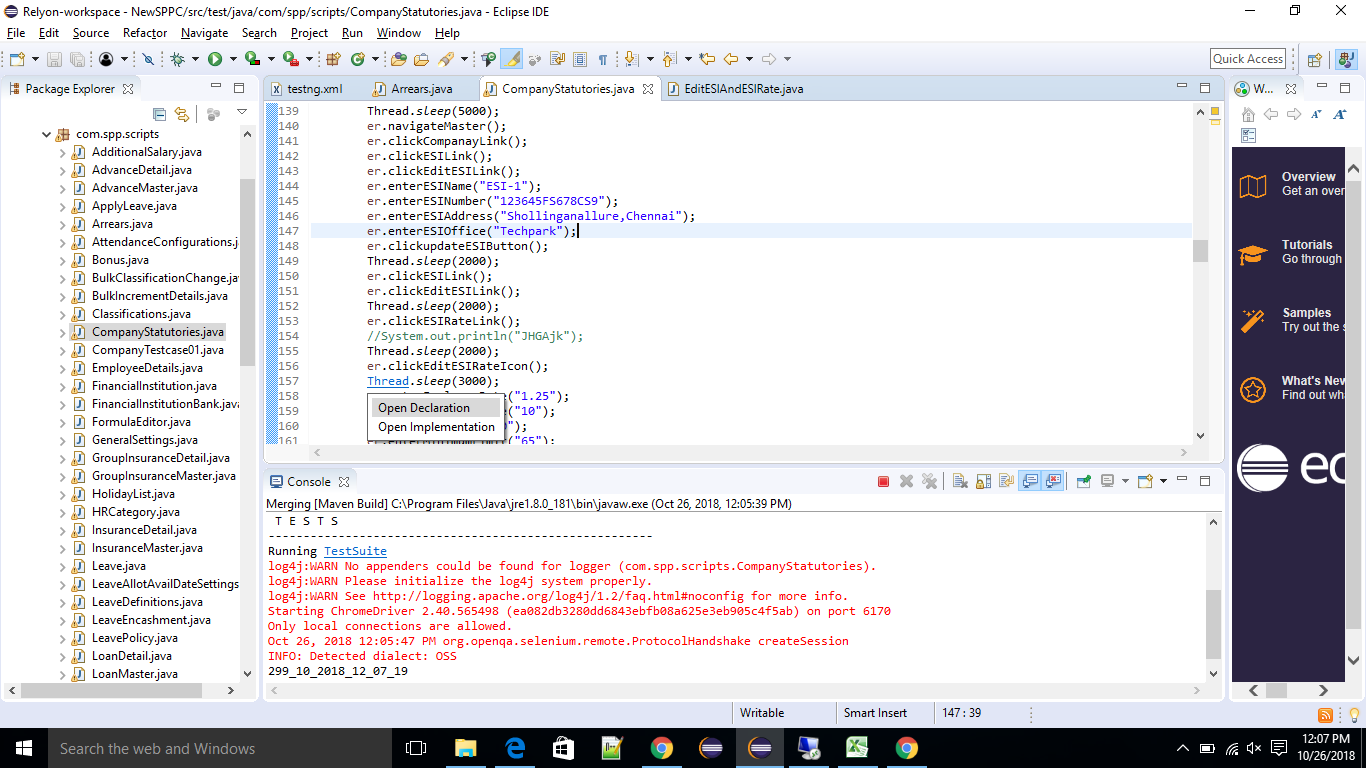 Relyon-workspace - NewSPPC/src/test/java/com/spp/scripts/CompanyStatutories.java - Eclipse IDE
File Edit Source Refactor Navigate Search Project Run Window Help
Quick Access
Package Explorer
com.spp.scripts
AdditionalSalary.java
AdvanceDetail.java
AdvanceMaster.java
ApplyLeave.java
Arrears.java
AttendanceConfigurations.j
Bonus.java
BulkClassificationChange.ja
BulkIncrementDetails.java
Classifications.java
CompanyStatutories.java
CompanyTestcase01.java
EmployeeDetails.java
FinancialInstitution.java
FinancialInstitutionBank.java
FormulaEditor.java
GeneralSettings.java
GroupInsuranceDetail.java
GroupInsuranceMaster.java
HolidayList.java
HRCategory.java
InsuranceDetail.java
InsuranceMaster.java
Leave.java
LeaveAllotAvailDateSettings
LeaveDefinitions.java
LeaveEncashment.java
LeavePolicy.java
LoanDetail.java
LoanMaster.java
testng.xml Arrears.java CompanyStatutories.java EditESIAndESIRate.java
139 Thread.sleep(5000);
140 er.navigateMaster();
141 er.clickCompanayLink();
142 er.clickESILink();
143 er.clickEditESILink();
144 er.enterESIName("ESI-1");
145 er.enterESINumber("123645FS678CS9");
146 er.enterESIAddress("Shollinganallure,Chennai");
147 er.enterESIOffice("Techpark");
148 er.clickupdateESIButton();
149 Thread.sleep(2000);
150 er.clickESILink();
151 er.clickEditESILink();
152 Thread.sleep(2000);
153 er.clickESIRateLink();
154 //System.out.println("JHGAjk");
155 Thread.sleep(2000);
156 er.clickEditESIRateIcon();
157 Thread.sleep(3000);
158 ("1.25");
159 ("10");
160 ");
161 ("65");
Open Declaration
Open Implementation
Console
Merging [Maven Build] C:\Program Files\Java\jre1.8.0_181\bin\javaw.exe (Oct 26, 2018, 12:05:39 PM)
T E S T S
-------------------------------------------------------
Running TestSuite
log4j:WARN No appenders could be found for logger (com.spp.scripts.CompanyStatutories).
log4j:WARN Please initialize the log4j system properly.
log4j:WARN See http://logging.apache.org/log4j/1.2/faq.html#noconfig for more info.
Starting ChromeDriver 2.40.565498 (ea082db3280dd6843ebfb08a625e3eb905c4f5ab) on port 6170
Only local connections are allowed.
Oct 26, 2018 12:05:47 PM org.openqa.selenium.remote.ProtocolHandshake createSession
INFO: Detected dialect: OSS
299_10_2018_12_07_19
W...
Overview
Get an over
Tutorials
Go through
Samples
Try out the s
What's New
Find out wha
ec
Writable Smart Insert 147 : 39
Search the web and Windows
12:07 PM
10/26/2018